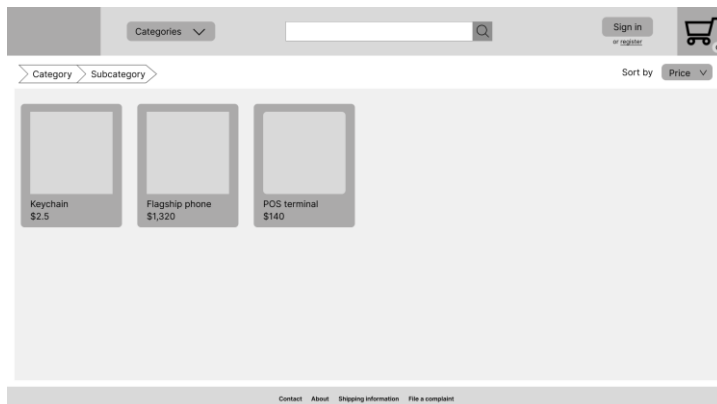 Categories
Sign in
or register
Category Subcategory
Sort by Price
Keychain
$2.5
Flagship phone
$1,320
POS terminal
$140
Contact About Shipping information File a complaint